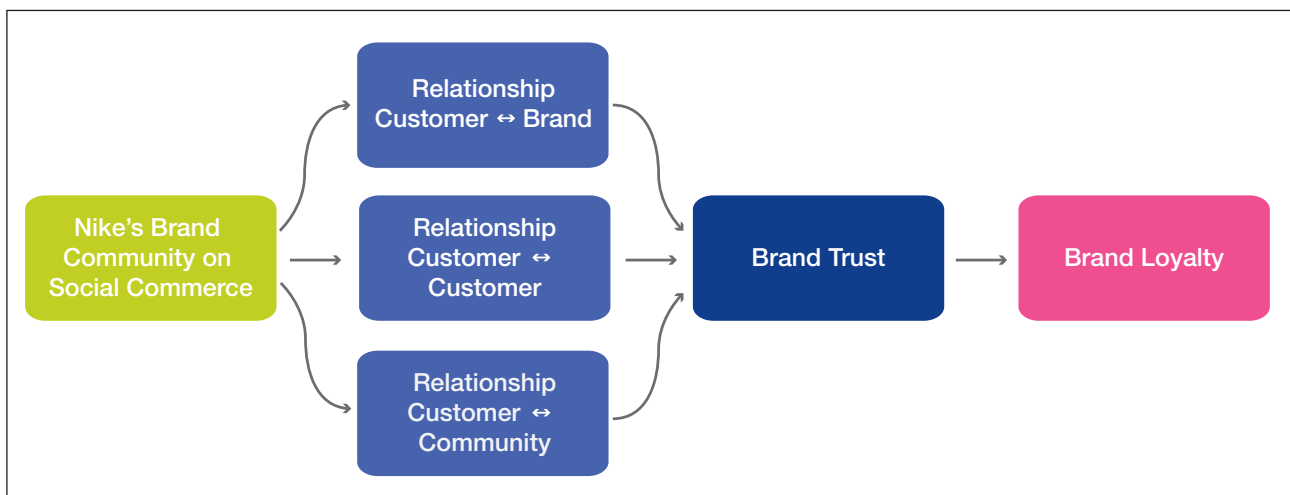 Nike’s Brand
Community on
Social Commerce
Relationship
Customer ↔ Brand
Relationship
Customer ↔
Customer
Relationship
Customer ↔
Community
Brand Trust
Brand Loyalty